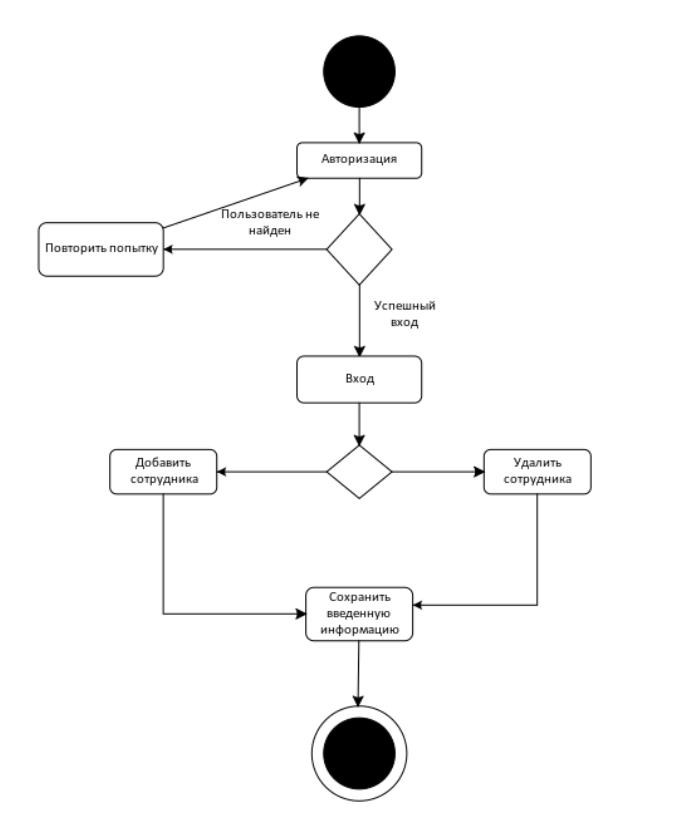 Авторизация
Пользователь не
найден
Повторить попытку
Успешный
вход
Вход
Добавить
сотрудника
Удалить
сотрудника
Сохранить
введенную
информацию